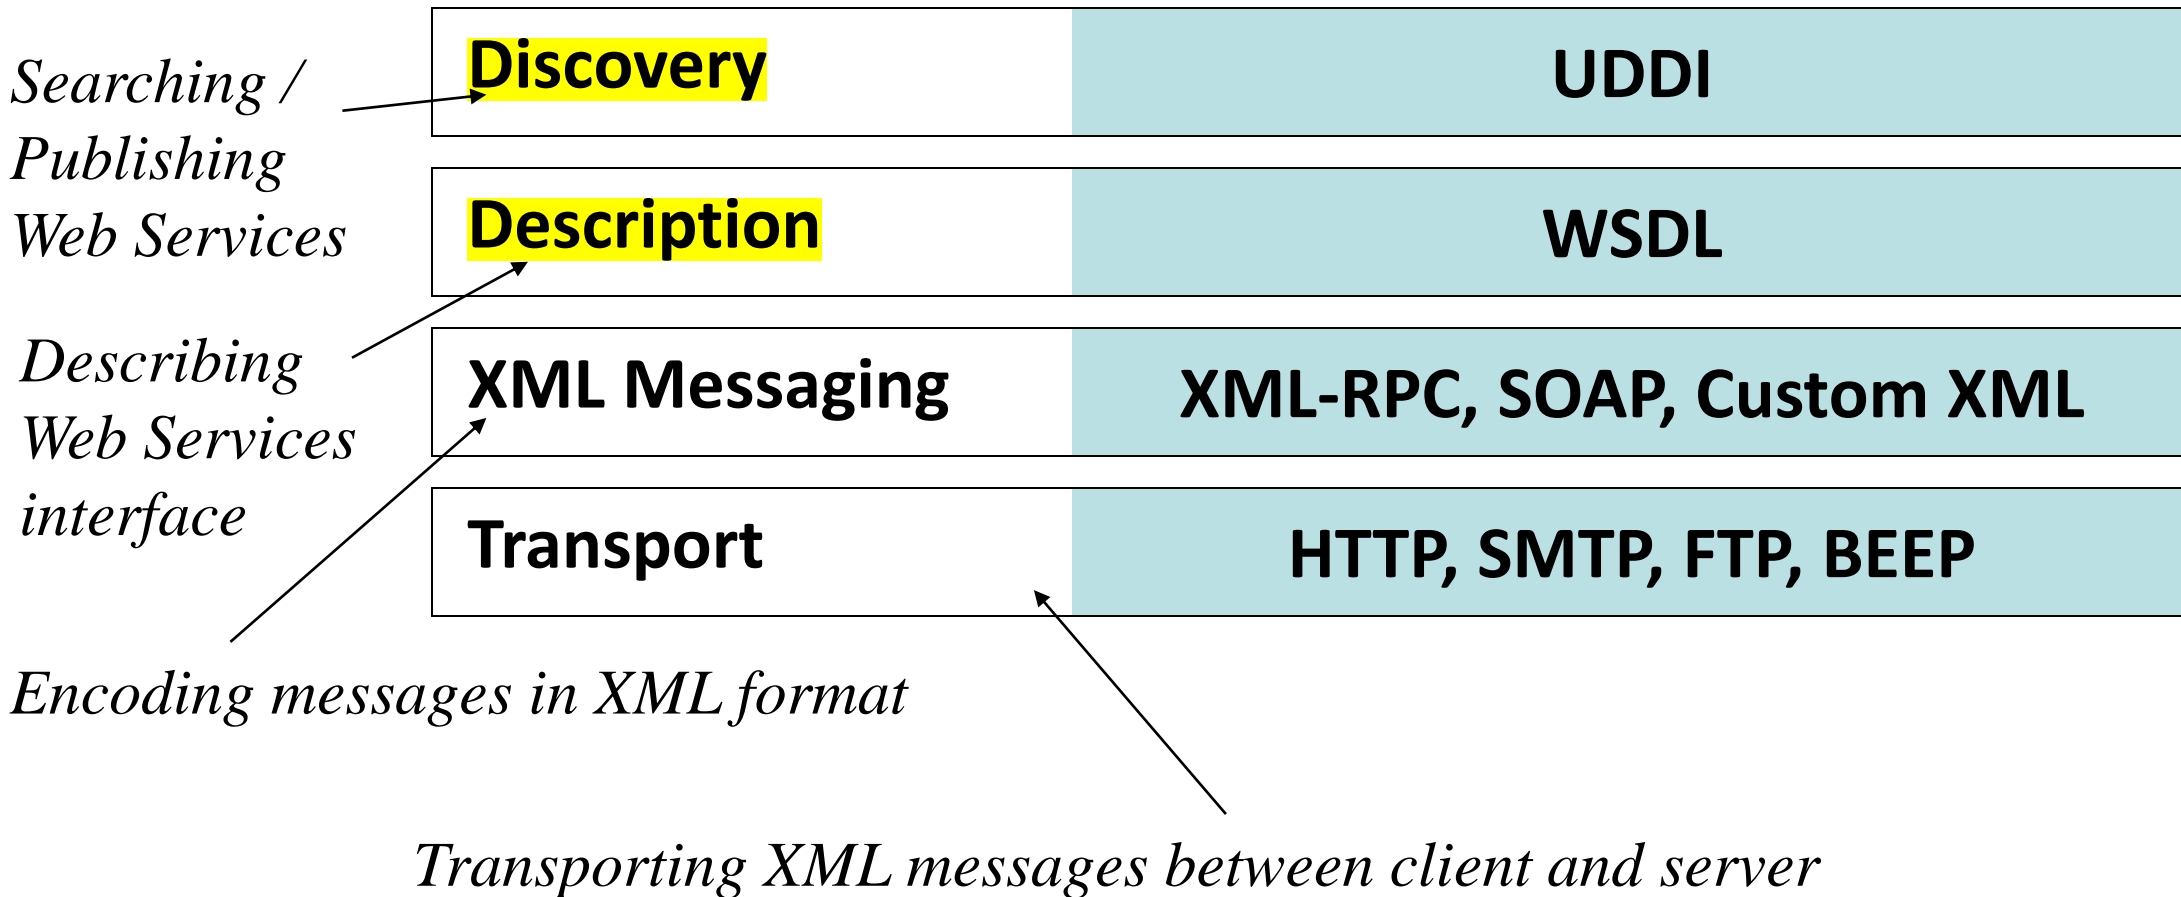 Searching /
Publishing
Web Services
Discovery
UDDI
Describing
Web Services
interface
Description
WSDL
XML Messaging
XML-RPC, SOAP, Custom XML
Transport
HTTP, SMTP, FTP, BEEP
Encoding messages in XML format
Transporting XML messages between client and server